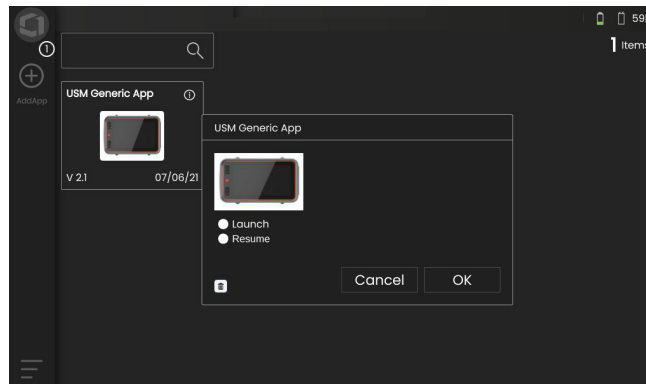 59
1 Items
1
AddApp
USM Generic App
V 2.1 07/06/21
USM Generic App
Launch
Resume
Cancel OK